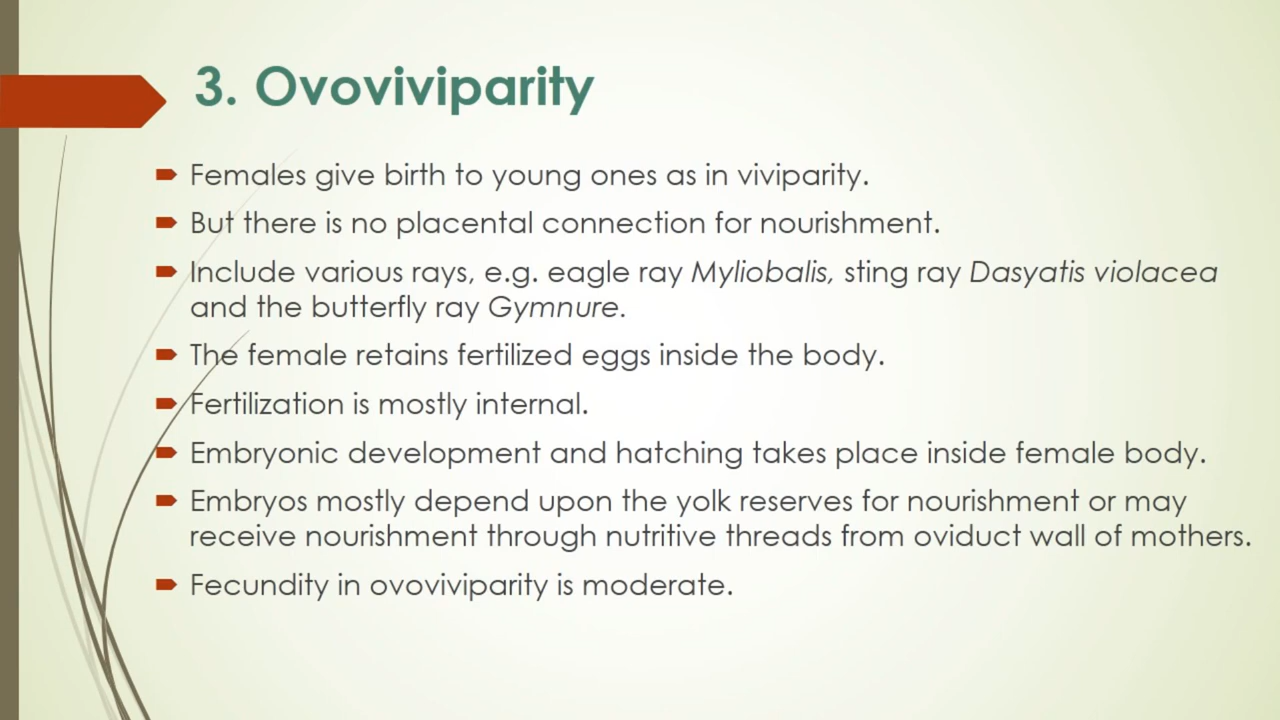 3. Ovoviviparity
Females give birth to young ones as in viviparity.
But there is no placental connection for nourishment.
Include various rays, e.g. eagle ray Myliobalis, sting ray Dasyatis violacea
and the butterfly ray Gymnure.
The female retains fertilized eggs inside the body.
Fertilization is mostly internal.
Embryonic development and hatching takes place inside female body.
Embryos mostly depend upon the yolk reserves for nourishment or may
receive nourishment through nutritive threads from oviduct wall of mothers.
Fecundity in ovoviviparity is moderate.